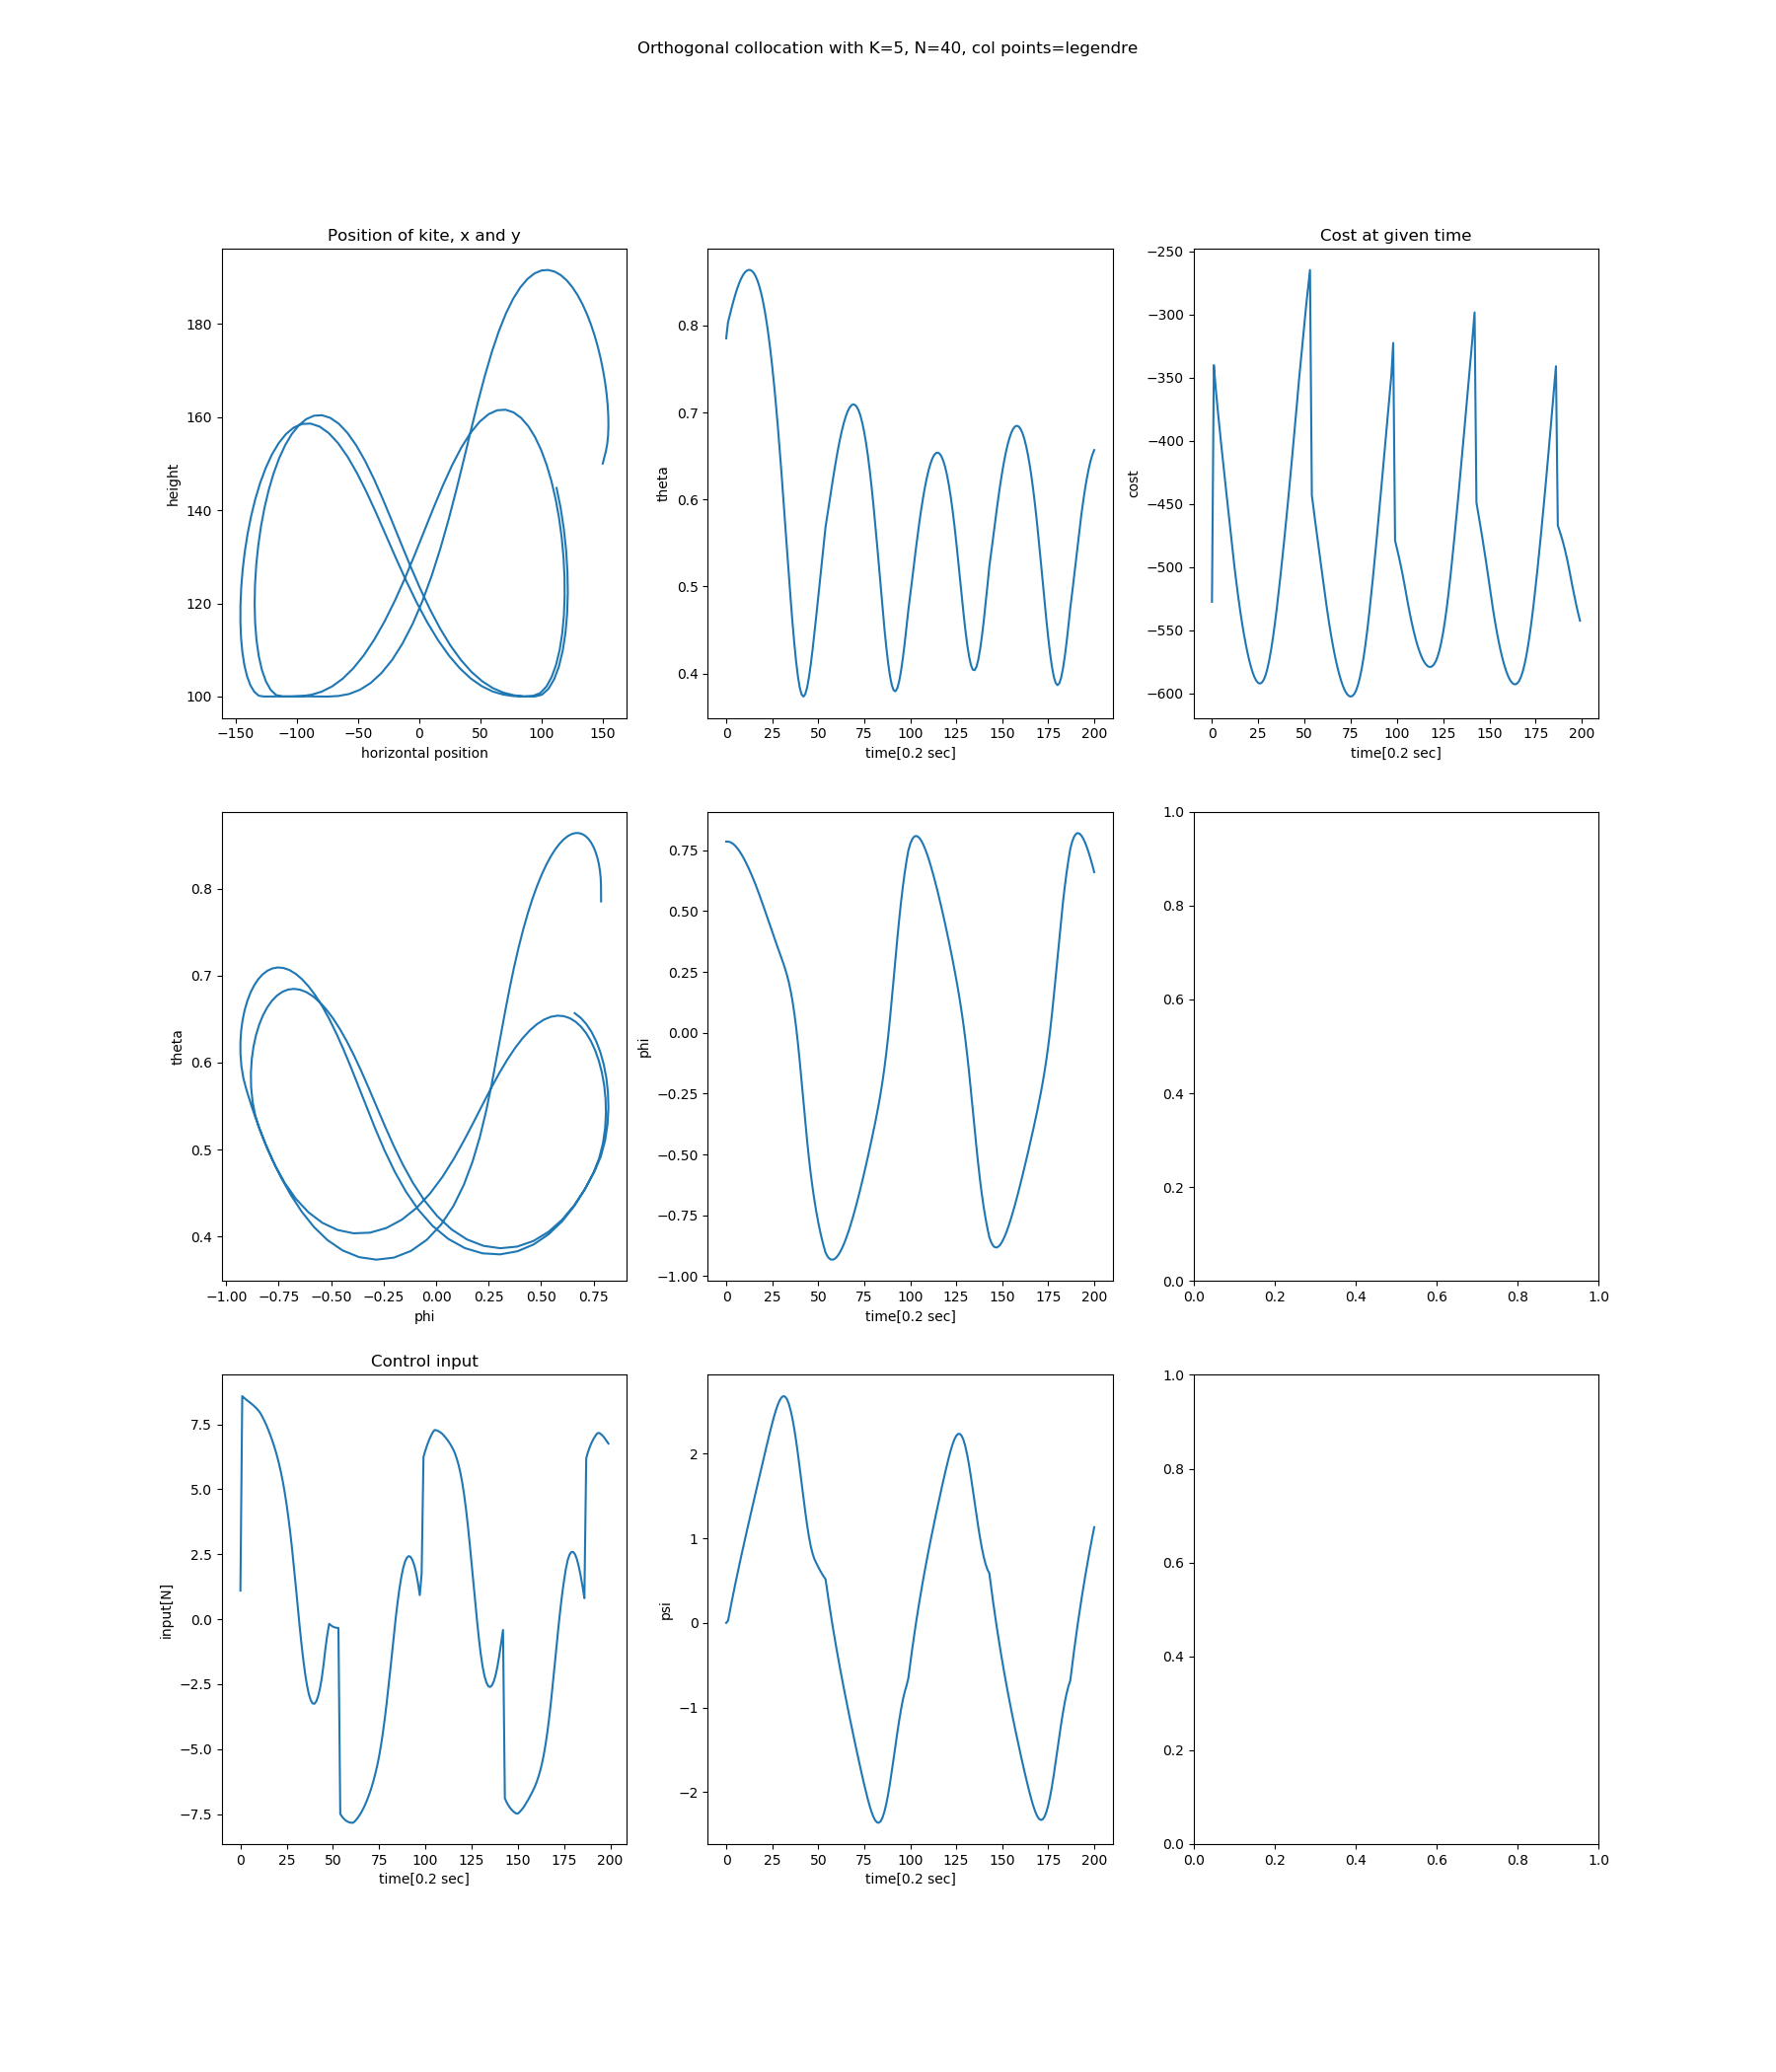 Orthogonal collocation with K=5, N=40, col points=legendre
Position of kite, x and y
180
160
140
120
100
height
−150 −100 −50 0 50 100 150
horizontal position
0.8
0.7
0.6
0.5
0.4
theta
0 25 50 75 100 125 150 175 200
time[0.2 sec]
Cost at given time
−250
−300
−350
−400
−450
−500
−550
−600
cost
0 25 50 75 100 125 150 175 200
time[0.2 sec]
0.8
0.7
0.6
0.5
0.4
theta
−1.00 −0.75 −0.50 −0.25 0.00 0.25 0.50 0.75
phi
0.75
0.50
0.25
0.00
−0.25
−0.50
−0.75
−1.00
phi
0 25 50 75 100 125 150 175 200
time[0.2 sec]
1.0
0.8
0.6
0.4
0.2
0.0
0.0 0.2 0.4 0.6 0.8 1.0
Control input
7.5
5.0
2.5
0.0
−2.5
−5.0
−7.5
input[N]
0 25 50 75 100 125 150 175 200
time[0.2 sec]
2
1
0
−1
−2
psi
0 25 50 75 100 125 150 175 200
time[0.2 sec]
1.0
0.8
0.6
0.4
0.2
0.0
0.0 0.2 0.4 0.6 0.8 1.0